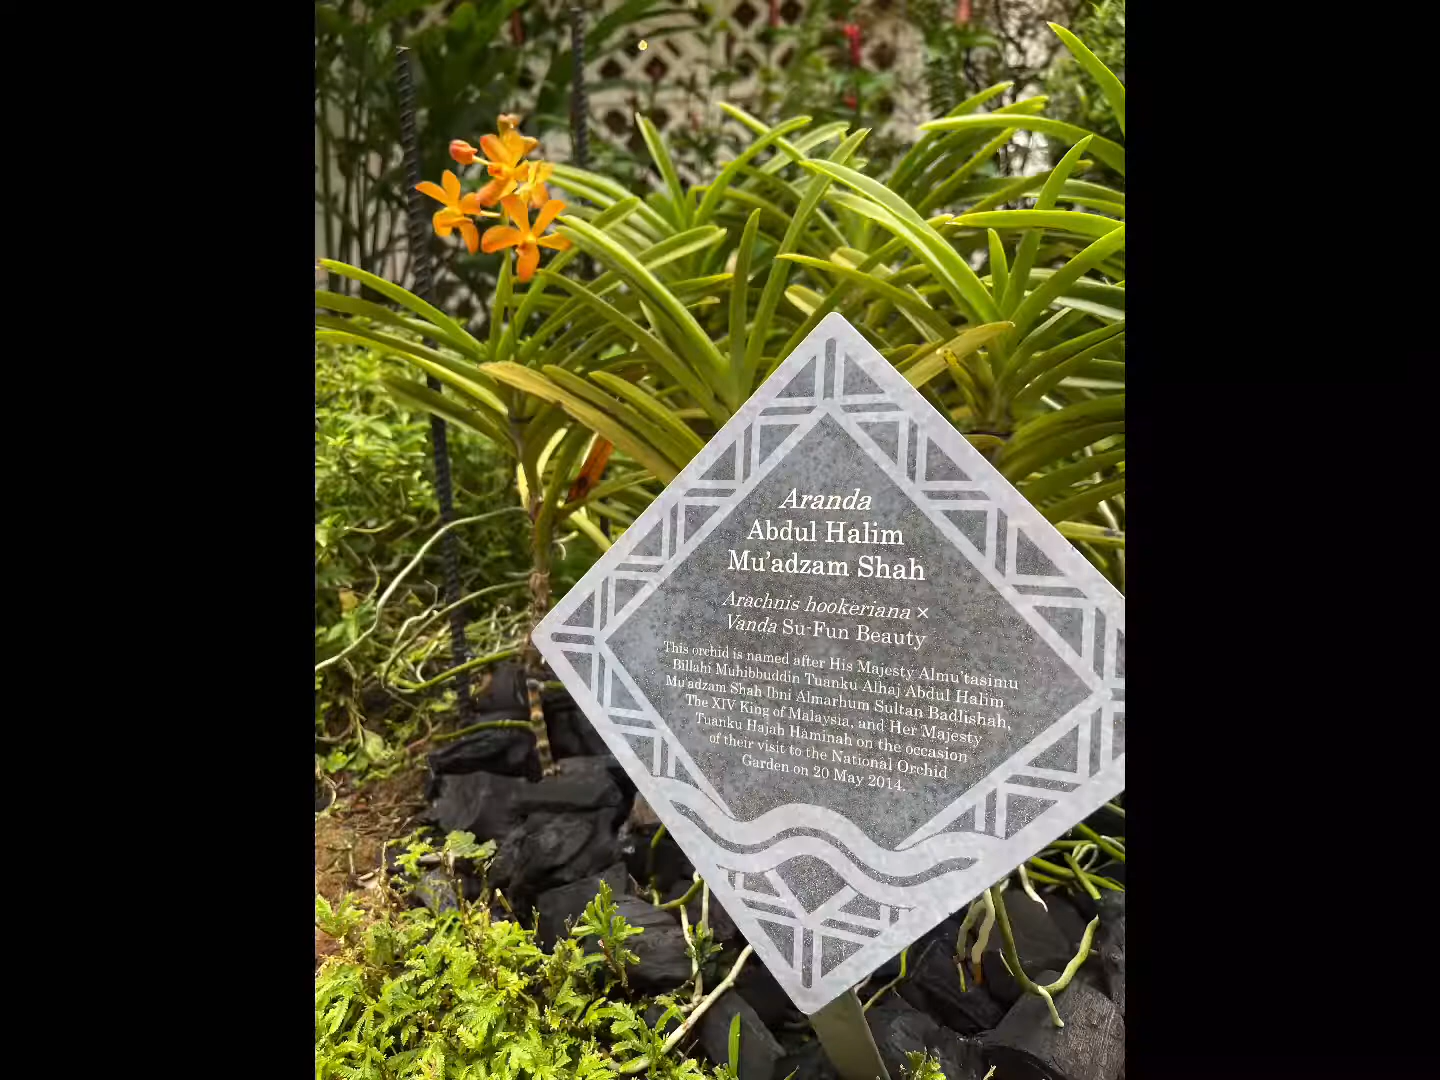 Aranda
Abdul Halim
Mu'adzam Shah
Arachnis hookeriana ×
Vanda Su-Fun Beauty
This orchid is named after His Majesty Almu'tasimu
Billahi Muhibbuddin Tuanku Alhaj Abdul Halim
Mu'adzam Shah Ibni Almarhum Sultan Badlishah,
The XIV King of Malaysia, and Her Majesty
Tuanku Hajah Haminah on the occasion
of their visit to the National Orchid
Garden on 20 May 2014.